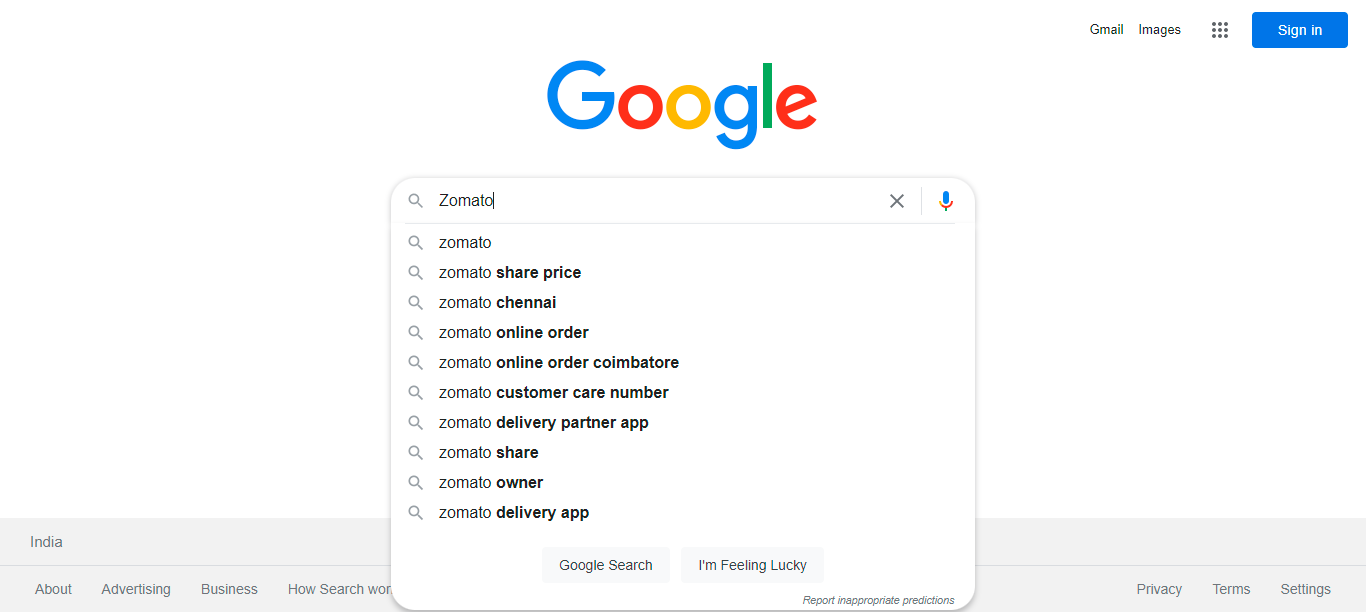 Gmail Images Sign in
Google
Zomato
zomato
zomato share price
zomato chennai
zomato online order
zomato online order coimbatore
zomato customer care number
zomato delivery partner app
zomato share
zomato owner
zomato delivery app
Google Search I'm Feeling Lucky
Report inappropriate predictions
India
About Advertising Business How Search Privacy Terms Settings